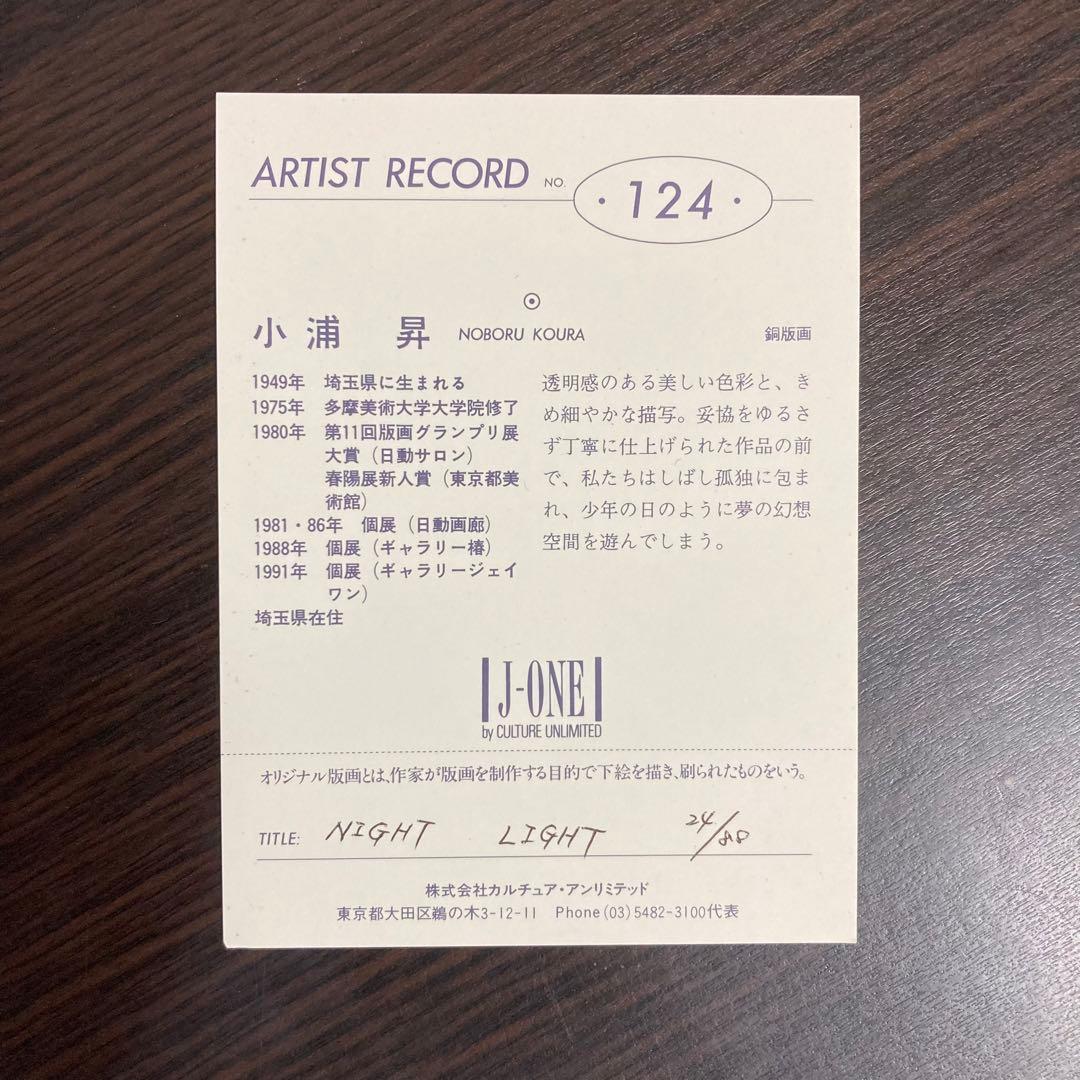 ARTIST RECORD NO. ・124・
小浦 昇 NOBORU KOURA 銅版画
1949年 埼玉県に生まれる
1975年 多摩美術大学大学院修了
1980年 第11回版画グランプリ展
大賞（日動サロン）
春陽展新人賞（東京都美
術館）
1981・86年 個展（日動画廊）
1988年 個展（ギャラリー椿）
1991年 個展（ギャラリージェイ
ワン）
埼玉県在住
透明感のある美しい色彩と、き
め細やかな描写。妥協をゆるさ
ず丁寧に仕上げられた作品の前
で、私たちはしばし孤独に包ま
れ、少年の日のように夢の幻想
空間を遊んでしまう。
J-ONE
by CULTURE UNLIMITED
オリジナル版画とは、作家が版画を制作する目的で下絵を描き、刷られたものをいう。
TITLE: NIGHT LIGHT 24/88
株式会社カルチュア・アンリミテッド
東京都大田区鵜の木3-12-11 Phone(03)5482-3100代表